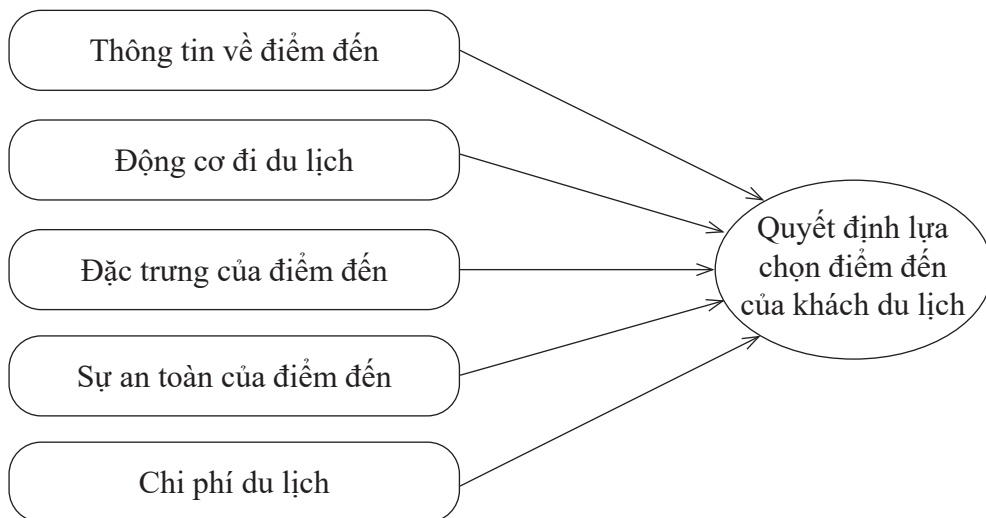 Thông tin về điểm đến
Động cơ đi du lịch
Đặc trưng của điểm đến
Sự an toàn của điểm đến
Chi phí du lịch
Quyết định lựa
chọn điểm đến
của khách du lịch